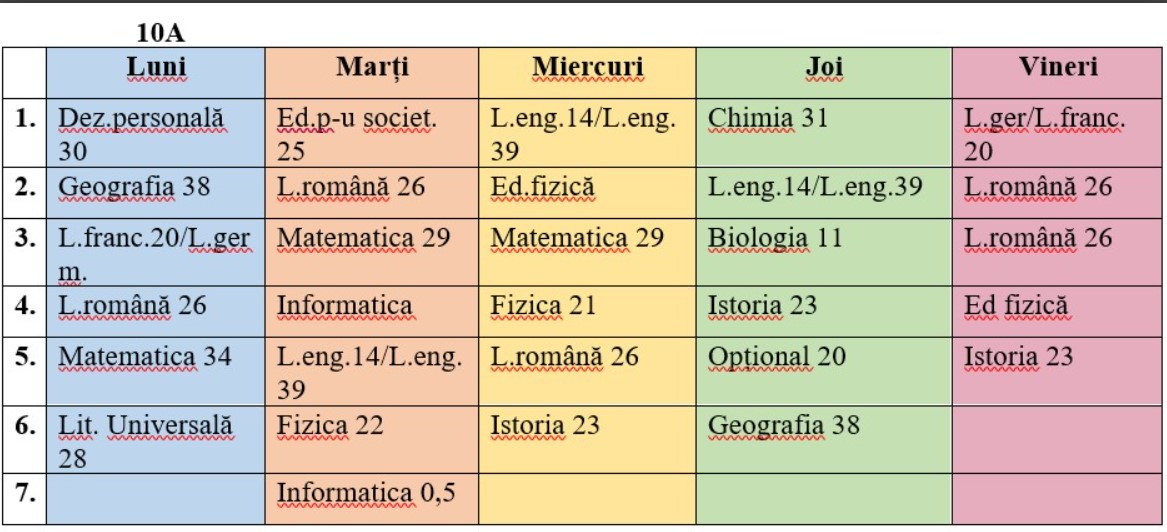 10A
Luni Marți Miercuri Joi Vineri
1. Dez.personală Ed.p-u societ. L.eng.14/L.eng. Chimia 31 L.ger/L.franc.
30 25 39 20
2. Geografia 38 L.română 26 Ed.fizică L.eng.14/L.eng.39 L.română 26
3. L.franc.20/L.ger Matematica 29 Matematica 29 Biologia 11 L.română 26
m.
4. L.română 26 Informatica Fizica 21 Istoria 23 Ed fizică
5. Matematica 34 L.eng.14/L.eng. L.română 26 Opțional 20 Istoria 23
39
6. Lit. Universală Fizica 22 Istoria 23 Geografia 38
28
7. Informatica 0,5